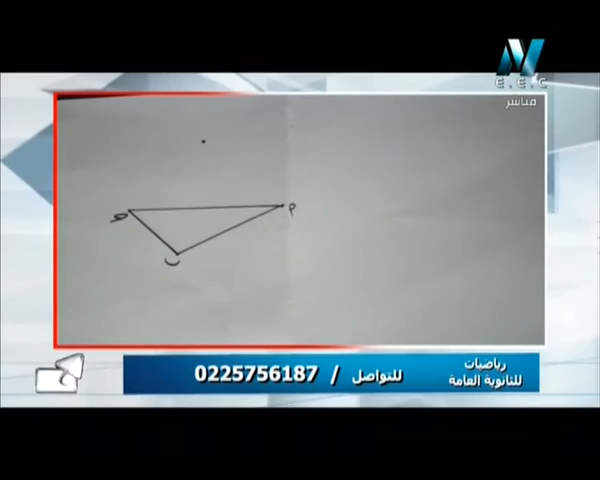 E.E.C
مباشر
م
ن
رياضيات
للثانوية العامة
للتواصل / 0225756187